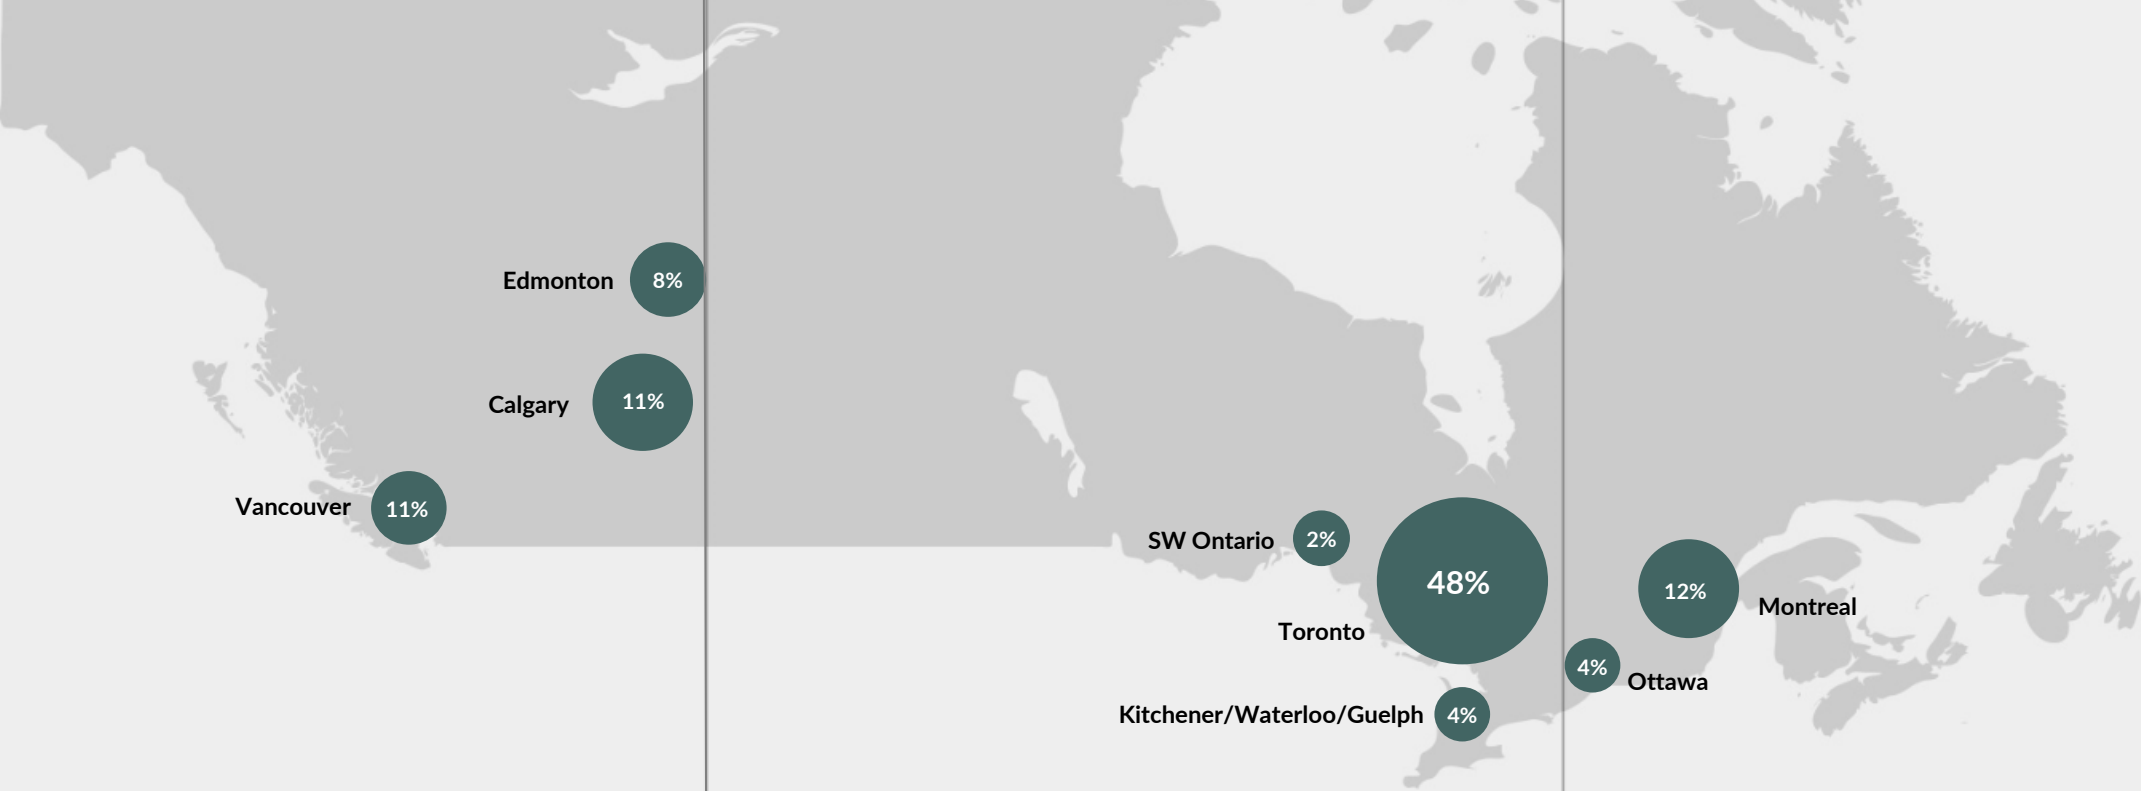 Edmonton 8%
Calgary 11%
Vancouver 11%
SW Ontario 2%
48%
Toronto
12%
Montreal
4%
Ottawa
Kitchener/Waterloo/Guelph 4%